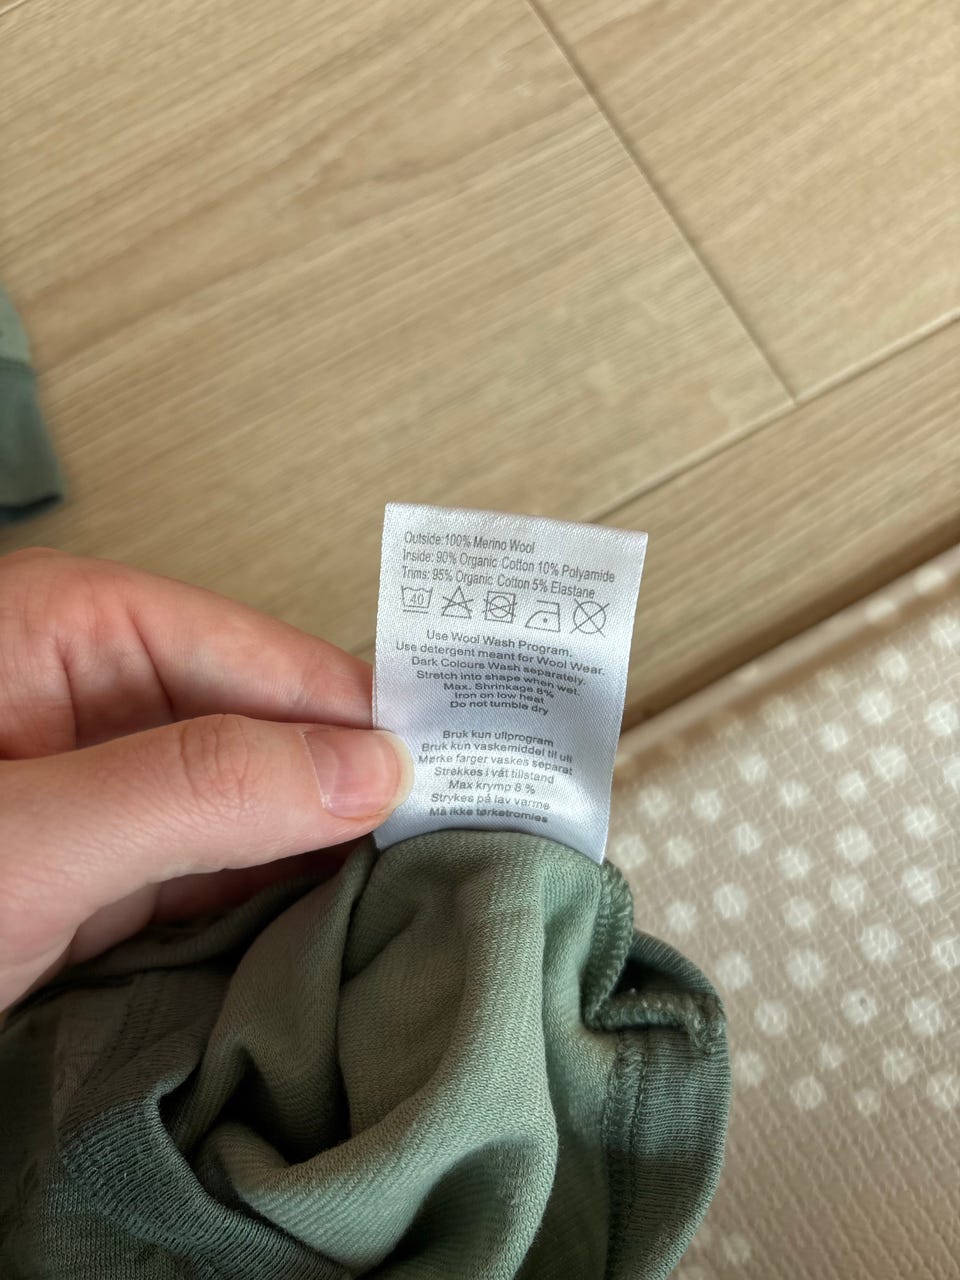 Outside:100% Merino Wool
Inside: 90% Organic Cotton 10% Polyamide
Trims: 95% Organic Cotton 5% Elastane
40
Use Wool Wash Program.
Use detergent meant for Wool Wear.
Dark Colours Wash separately.
Stretch into shape when wet.
Max. Shrinkage 8%
Iron on low heat
Do not tumble dry
Bruk kun ullprogram
Bruk kun vaskemiddel til ull
Mørke farger vaskes separat
Strekkes i våt tillstand
Max krymp 8 %
Strykes på lav varme
Må ikke tørketromles